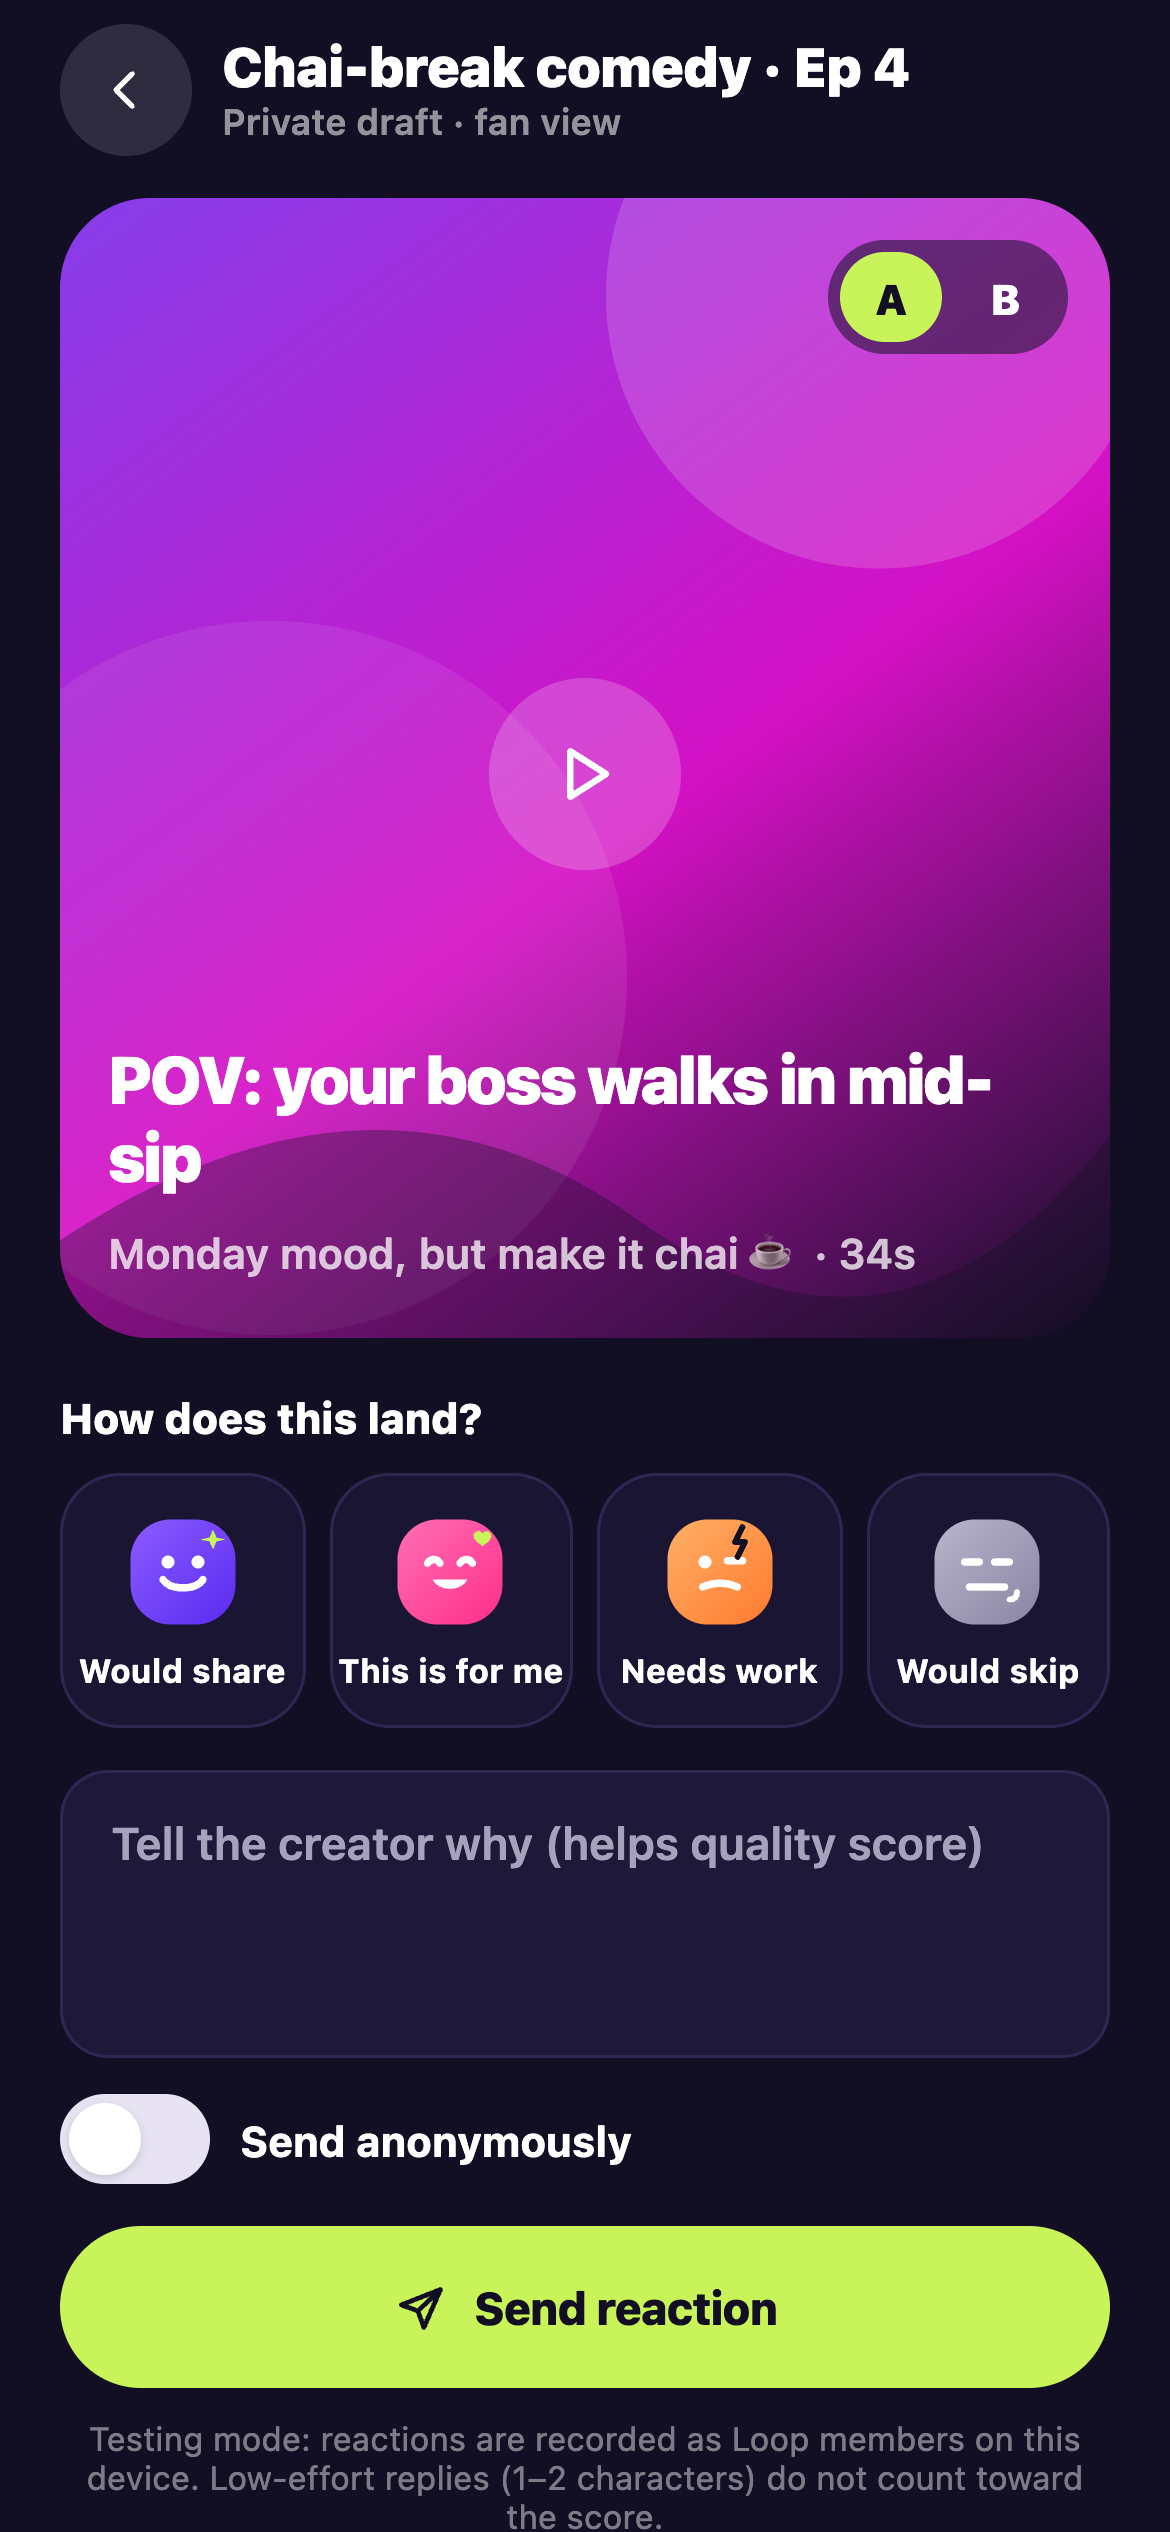 Chai-break comedy · Ep 4
Private draft · fan view
A B
POV: your boss walks in mid-
sip
Monday mood, but make it chai ☕ · 34s
How does this land?
Would share
This is for me
Needs work
Would skip
Tell the creator why (helps quality score)
Send anonymously
Send reaction
Testing mode: reactions are recorded as Loop members on this
device. Low-effort replies (1–2 characters) do not count toward
the score.